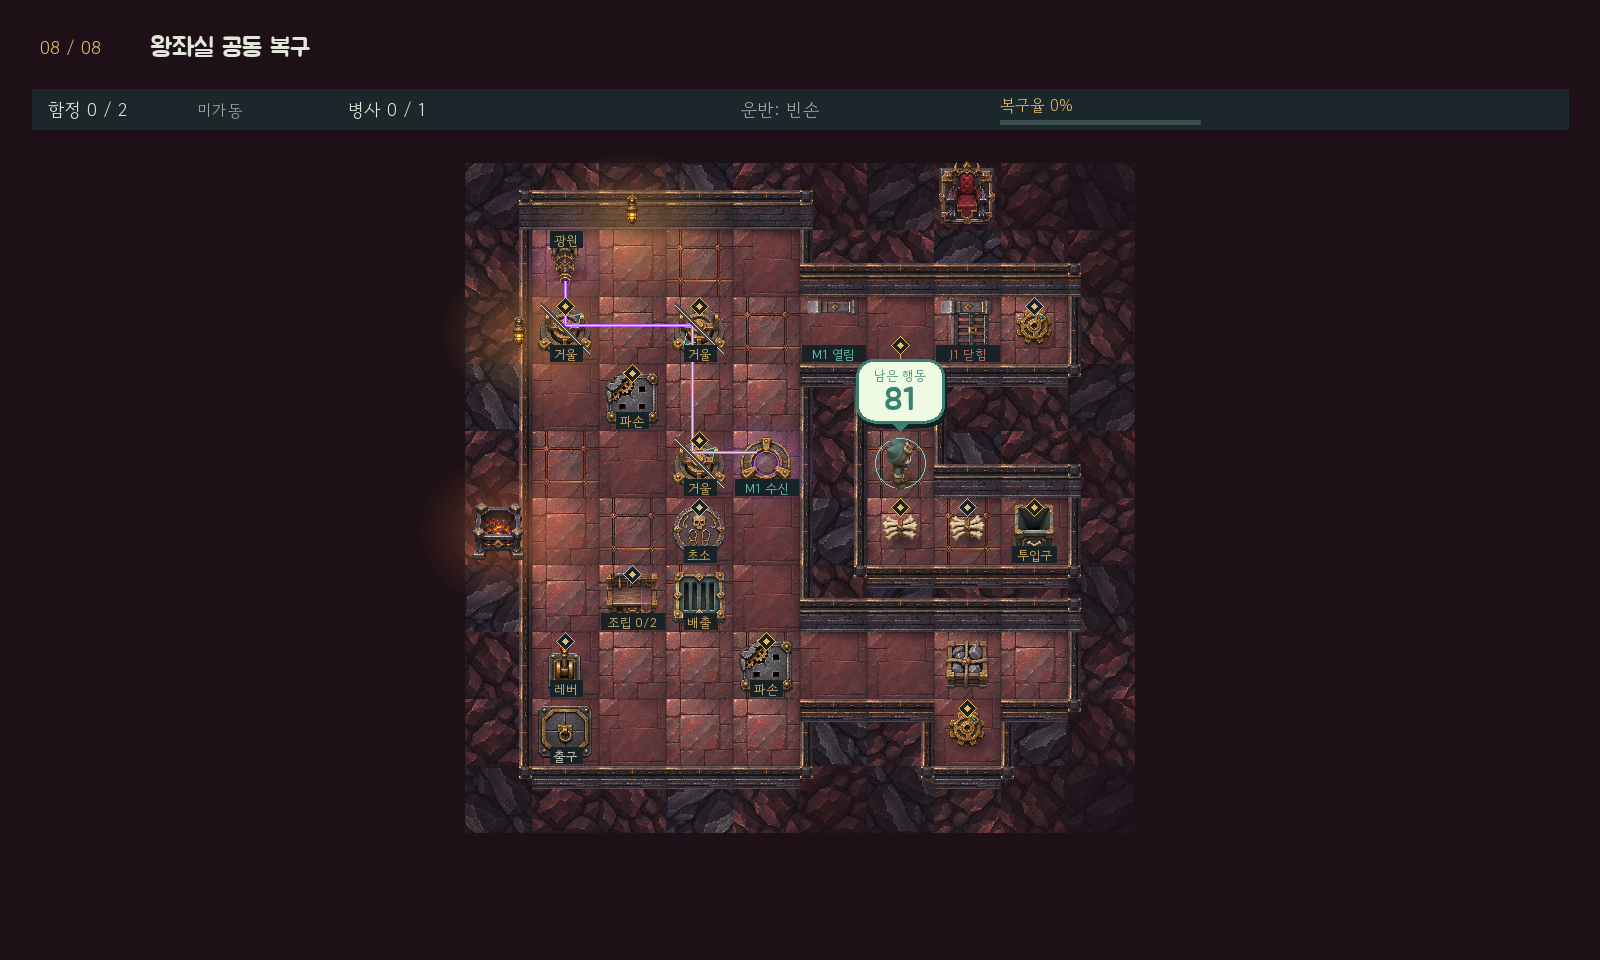 08 / 08 왕좌실 공동 복구
함정 0 / 2 미가동 병사 0 / 1 운반: 빈손 복구율 0%
광원
거울 거울 M1 열림 J1 닫힘
남은 행동
81
파손
거울 M1 수신
초소 투입구
조립 0/2 배출
레버 파손
출구